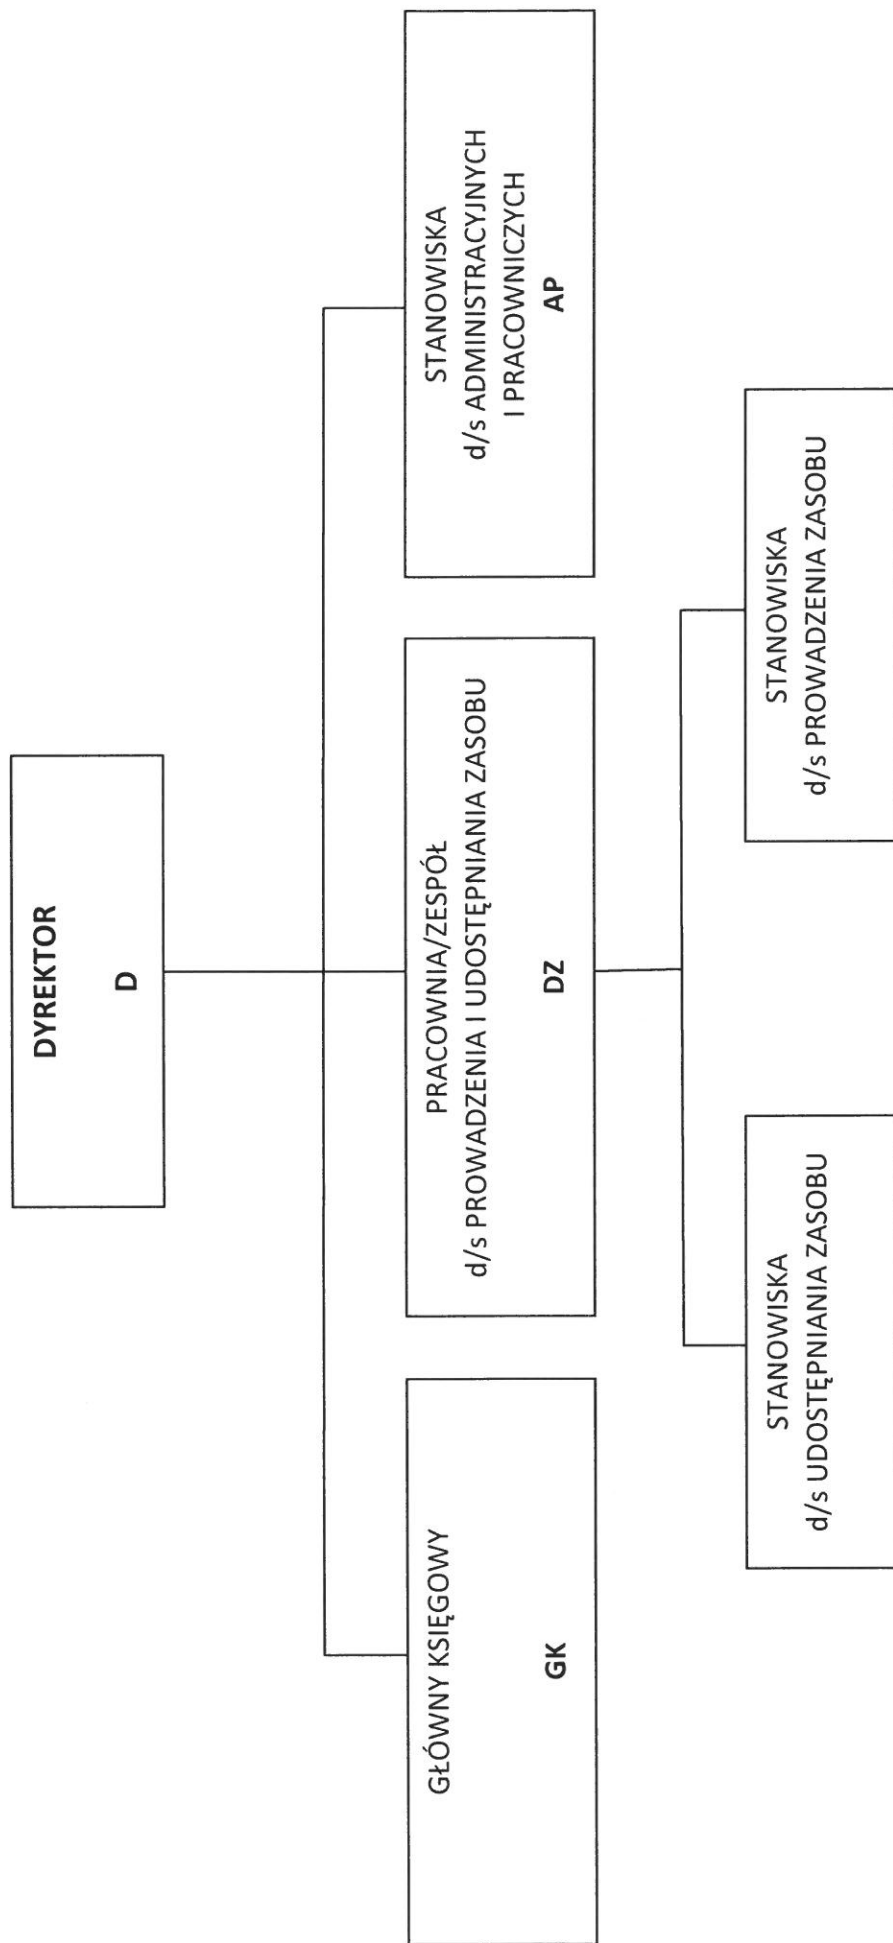 DYREKTOR
D
GŁÓWNY KSIĘGOWY
GK
PRACOWNIA/ZESPÓŁ
d/s PROWADZENIA I UDOSTĘPNIANIA ZASOBU
DZ
STANOWISKA
d/s ADMINISTRACYJNYCH
I PRACOWNICZYCH
AP
STANOWISKA
d/s UDOSTĘPNIANIA ZASOBU
STANOWISKA
d/s PROWADZENIA ZASOBU